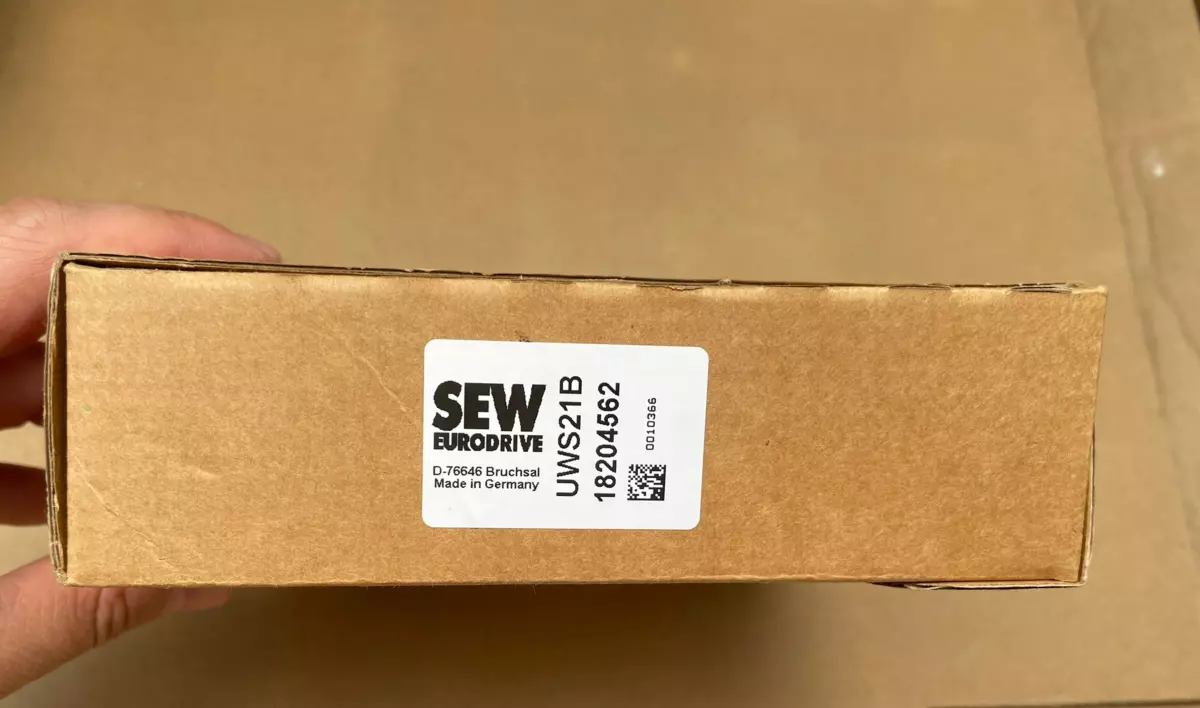 SEW
EURODRIVE
D-76646 Bruchsal
Made in Germany
UWS21B
18204562
0010366